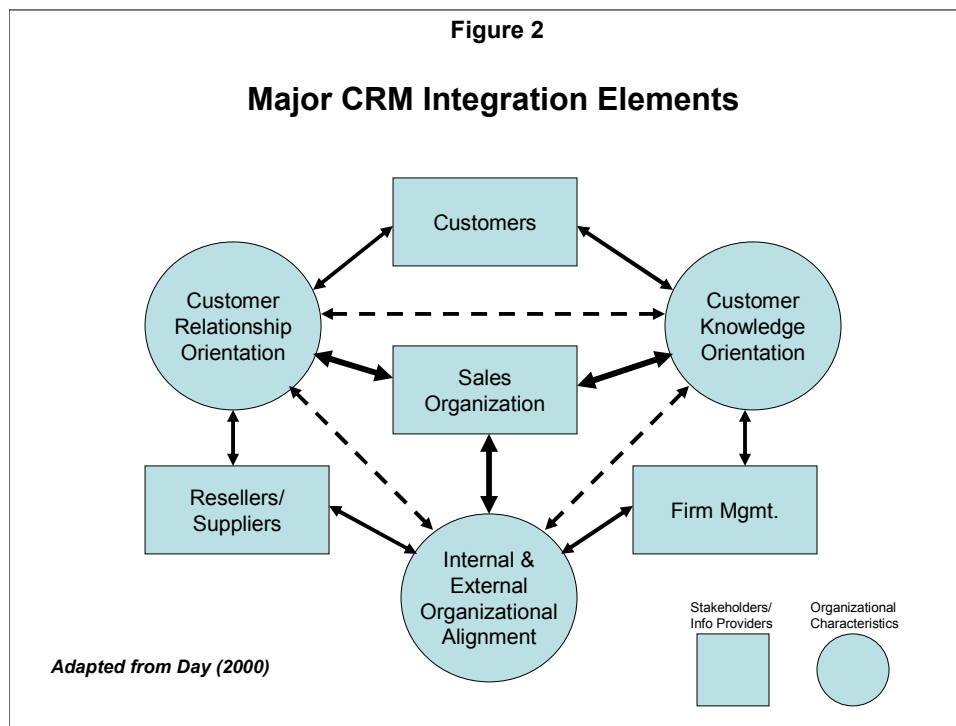 Figure 2
Major CRM Integration Elements
Customers
Customer
Relationship
Orientation
Customer
Knowledge
Orientation
Sales
Organization
Resellers/
Suppliers
Firm Mgmt.
Internal &
External
Organizational
Alignment
Stakeholders/
Info Providers
Organizational
Characteristics
Adapted from Day (2000)